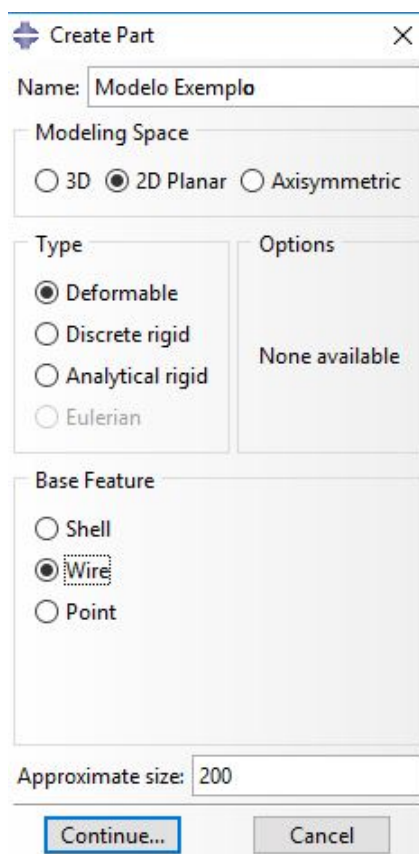 Create Part
Name: Modelo Exemplo
Modeling Space
3D 2D Planar Axisymmetric
Type
Deformable
Discrete rigid
Analytical rigid
Eulerian
Options
None available
Base Feature
Shell
Wire
Point
Approximate size: 200
Continue... Cancel